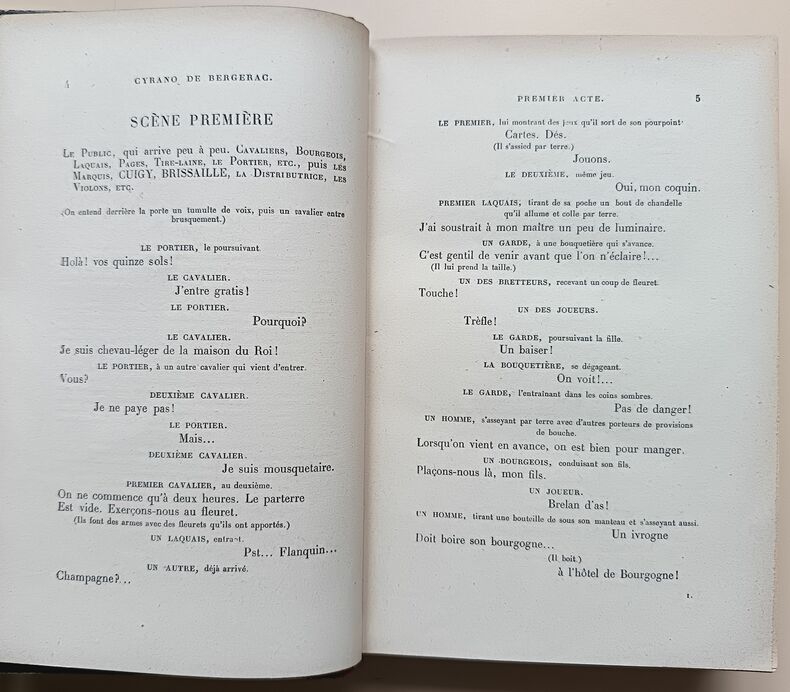 4
CYRANO DE BERGERAC.
SCÈNE PREMIÈRE
LE PUBLIC, qui arrive peu à peu. CAVALIERS, BOURGEOIS,
LAQUAIS, PAGES, TIRE-LAINE, LE PORTIER, ETC., puis LES
MARQUIS, CUIGY, BRISSAILLE, LA DISTRIBUTRICE, LES
VIOLONS, ETC.
(On entend derrière la porte un tumulte de voix, puis un cavalier entre
brusquement.)
LE PORTIER, le poursuivant.
Holà! vos quinze sols!
LE CAVALIER.
J'entre gratis!
LE PORTIER.
Pourquoi?
LE CAVALIER.
Je suis chevau-léger de la maison du Roi!
LE PORTIER, à un autre cavalier qui vient d'entrer.
Vous?
DEUXIÈME CAVALIER.
Je ne paye pas!
LE PORTIER.
Mais...
DEUXIÈME CAVALIER.
Je suis mousquetaire.
PREMIER CAVALIER, au deuxième.
On ne commence qu'à deux heures. Le parterre
Est vide. Exerçons-nous au fleuret.
(Ils font des armes avec des fleurets qu'ils ont apportés.)
UN LAQUAIS, entrant.
Pst... Flanquin...
UN AUTRE, déjà arrivé.
Champagne?...
PREMIER ACTE.
5
LE PREMIER, lui montrant des jeux qu'il sort de son pourpoint.
Cartes. Dés.
(Il s'assied par terre.)
Jouons.
LE DEUXIÈME, même jeu.
Oui, mon coquin.
PREMIER LAQUAIS, tirant de sa poche un bout de chandelle
qu'il allume et colle par terre.
J'ai soustrait à mon maître un peu de luminaire.
UN GARDE, à une bouquetière qui s'avance.
C'est gentil de venir avant que l'on n'éclaire!...
(Il lui prend la taille.)
UN DES BRETTEURS, recevant un coup de fleuret.
Touche!
UN DES JOUEURS.
Trèfle!
LE GARDE, poursuivant la fille.
Un baiser!
LA BOUQUETIÈRE, se dégageant.
On voit!...
LE GARDE, l'entraînant dans les coins sombres.
Pas de danger!
UN HOMME, s'asseyant par terre avec d'autres porteurs de provisions
de bouche.
Lorsqu'on vient en avance, on est bien pour manger.
UN BOURGEOIS, conduisant son fils.
Plaçons-nous là, mon fils.
UN JOUEUR.
Brelan d'as!
UN HOMME, tirant une bouteille de sous son manteau et s'asseyant aussi.
Un ivrogne
Doit boire son bourgogne...
(Il boit.)
à l'hôtel de Bourgogne!
1.